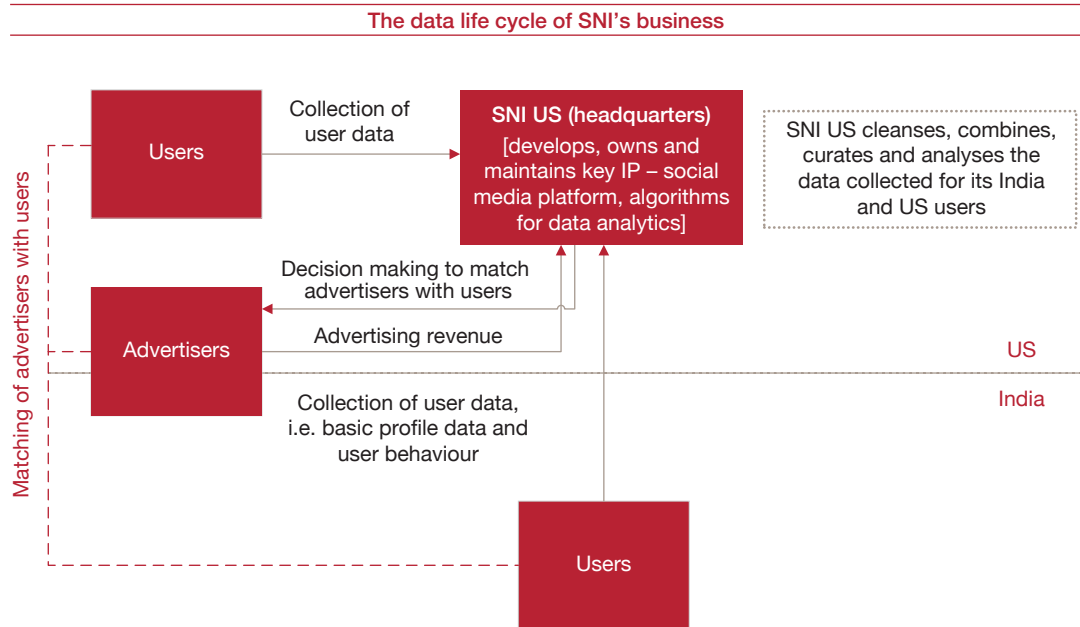 The data life cycle of SNI's business
Users
Collection of
user data
SNI US (headquarters)
[develops, owns and
maintains key IP – social
media platform, algorithms
for data analytics]
SNI US cleanses, combines,
curates and analyses the
data collected for its India
and US users
Matching of advertisers with users
Decision making to match
advertisers with users
Advertisers
Advertising revenue
US
India
Collection of user data,
i.e. basic profile data and
user behaviour
Users